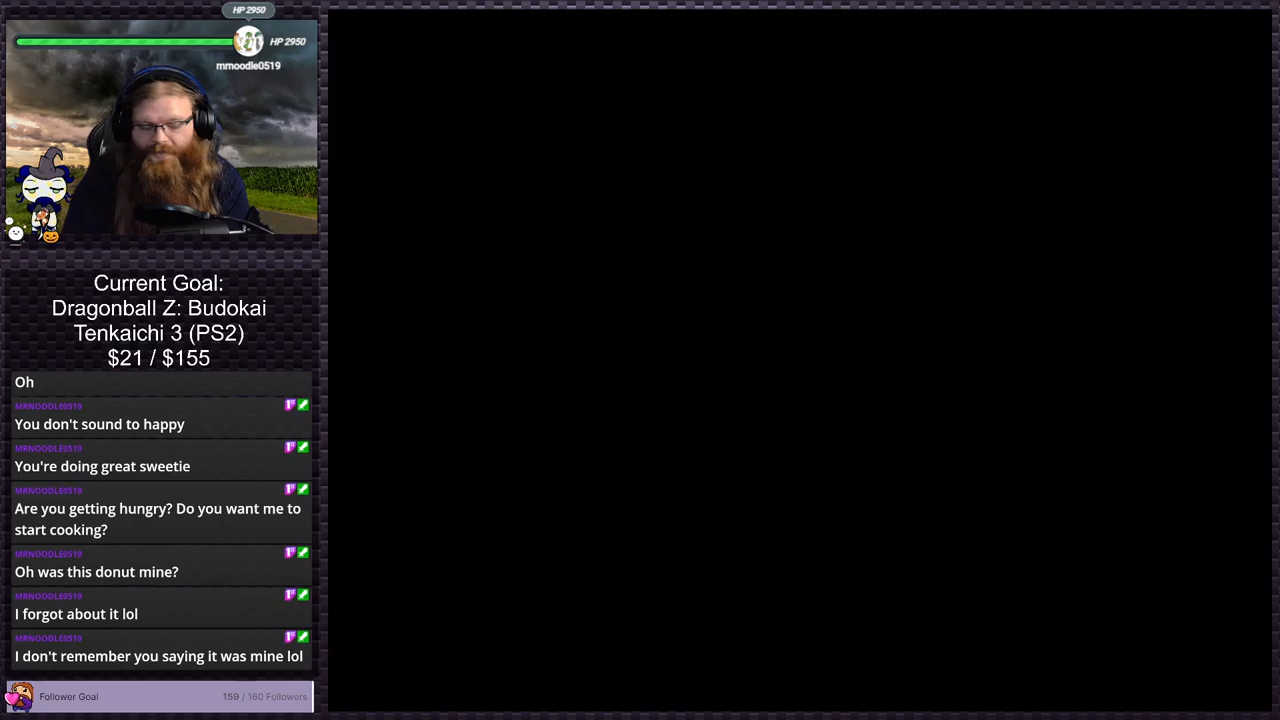 HP 2950
HP 2950
mrnoodle0519
Current Goal:
Dragonball Z: Budokai
Tenkaichi 3 (PS2)
$21 / $155
Oh
MRNOODLE0519
You don't sound to happy
MRNOODLE0519
You're doing great sweetie
MRNOODLE0519
Are you getting hungry? Do you want me to
start cooking?
MRNOODLE0519
Oh was this donut mine?
MRNOODLE0519
I forgot about it lol
MRNOODLE0519
I don't remember you saying it was mine lol
Follower Goal
159 / 160 Followers